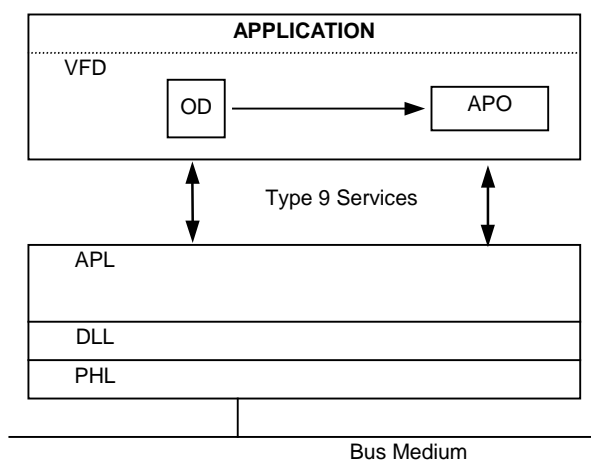 APPLICATION
VFD
OD
APO
Type 9 Services
APL
DLL
PHL
Bus Medium